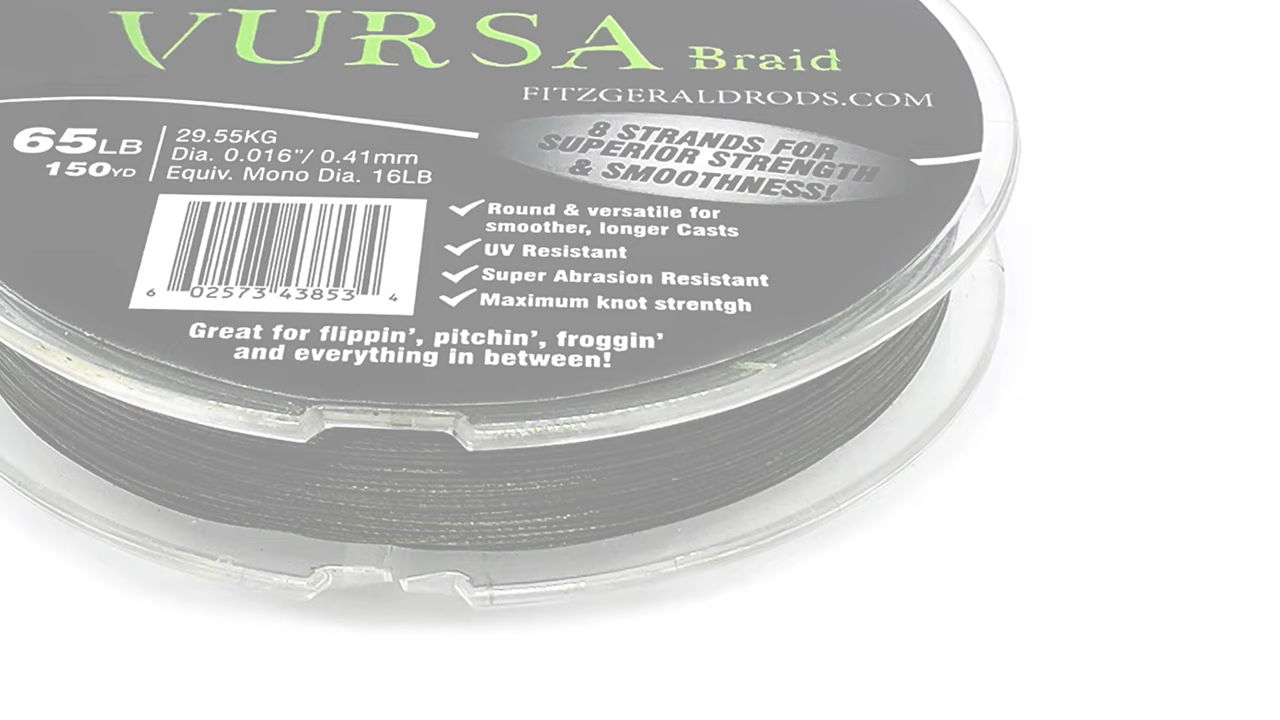 VURSA Braid
FITZGERALDRODS.COM
65LB
150YD
29.55KG
Dia. 0.016"/ 0.41mm
Equiv. Mono Dia. 16LB
8 STRANDS FOR
SUPERIOR STRENGTH
& SMOOTHNESS!
Round & versatile for
smoother, longer Casts
UV Resistant
Super Abrasion Resistant
Maximum knot strentgh
6 02573 43853 4
Great for flippin', pitchin', froggin'
and everything in between!